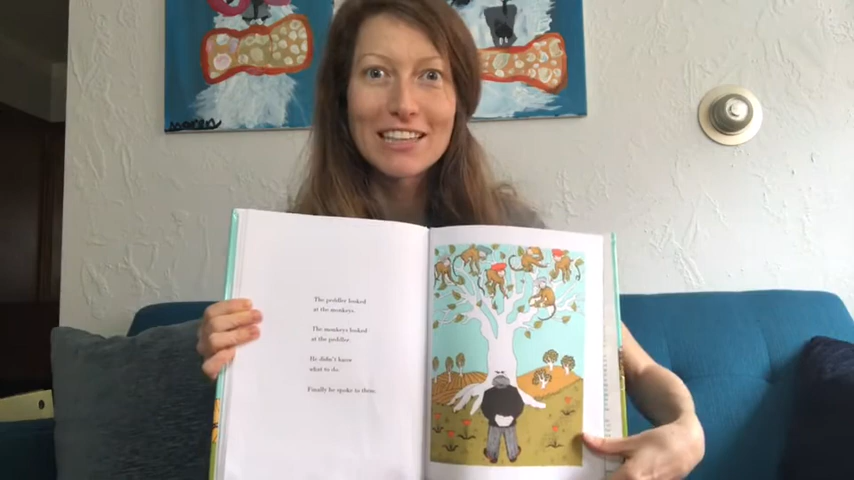 The peddler looked
at the monkeys.
The monkeys looked
at the peddler.
He didn't know
what to do.
Finally he spoke to them.